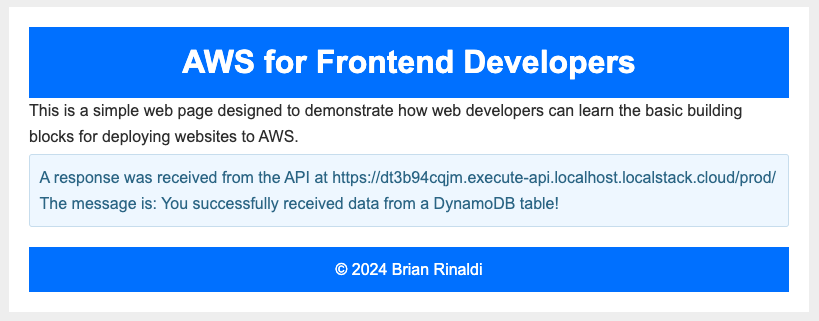 AWS for Frontend Developers
This is a simple web page designed to demonstrate how web developers can learn the basic building
blocks for deploying websites to AWS.
A response was received from the API at https://dt3b94cqjm.execute-api.localhost.localstack.cloud/prod/
The message is: You successfully received data from a DynamoDB table!
© 2024 Brian Rinaldi